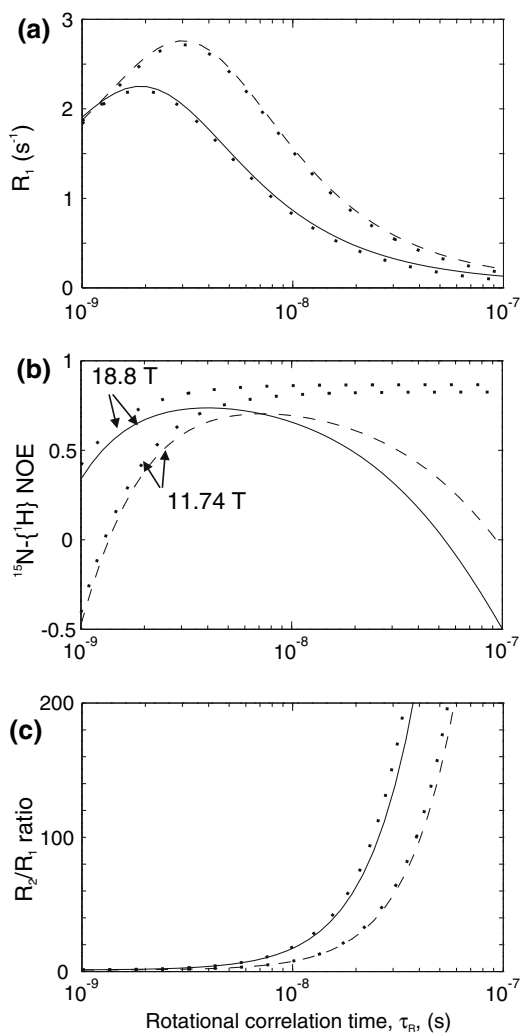 (a)
3
2
1
0
R₁ (s⁻¹)
10⁻⁹
10⁻⁸
10⁻⁷
(b)
1
0.5
0
-0.5
¹⁵N-{¹H} NOE
18.8 T
11.74 T
10⁻⁹
10⁻⁸
10⁻⁷
(c)
200
100
0
R₂/R₁ ratio
10⁻⁹
10⁻⁸
10⁻⁷
Rotational correlation time, τ_R, (s)